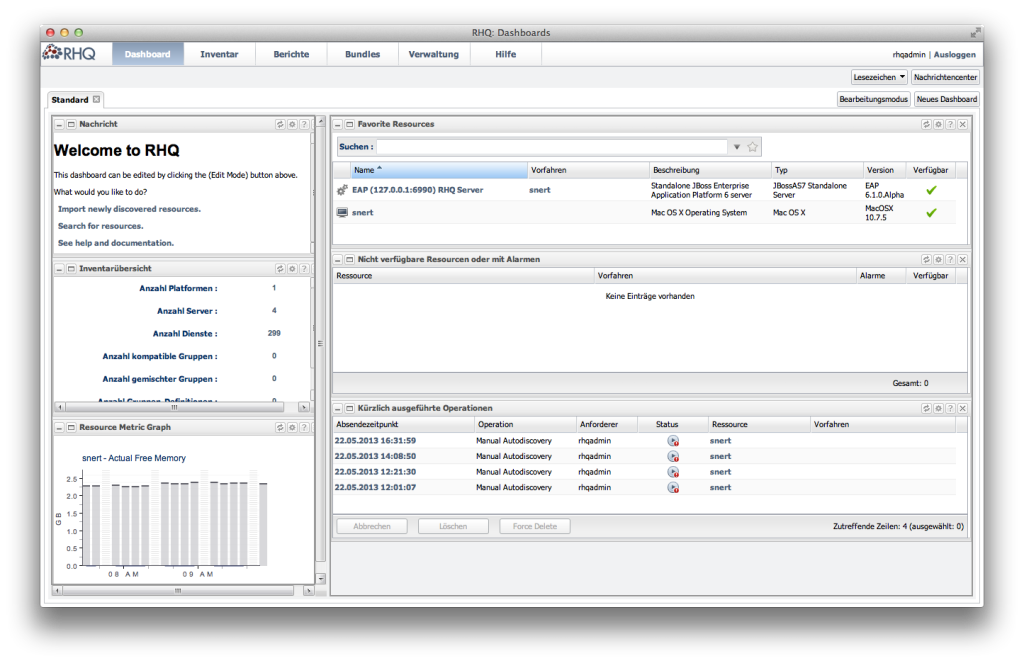 RHQ: Dashboards
RHQ
Dashboard
Inventar
Berichte
Bundles
Verwaltung
Hilfe
rhqadmin | Ausloggen
Lesezeichen
Nachrichtencenter
Standard
Bearbeitungsmodus
Neues Dashboard
Nachricht
Welcome to RHQ
This dashboard can be edited by clicking the (Edit Mode) button above.
What would you like to do?
Import newly discovered resources.
Search for resources.
See help and documentation.
Inventarübersicht
Anzahl Platformen : 1
Anzahl Server : 4
Anzahl Dienste : 299
Anzahl kompatible Gruppen : 0
Anzahl gemischter Gruppen : 0
Anzahl Gruppen-Definitionen : 0
Resource Metric Graph
snert - Actual Free Memory
GB
2.5
2.0
1.5
1.0
0.5
0.0
08 AM
09 AM
Favorite Resources
Suchen :
Name Vorfahren Beschreibung Typ Version Verfügbar
EAP (127.0.0.1:6990) RHQ Server snert Standalone JBoss Enterprise Application Platform 6 server JBossAS7 Standalone Server EAP 6.1.0.Alpha
snert Mac OS X Operating System Mac OS X MacOSX 10.7.5
Nicht verfügbare Resourcen oder mit Alarmen
Ressource Vorfahren Alarme Verfügbar
Keine Einträge vorhanden
Gesamt: 0
Kürzlich ausgeführte Operationen
Absendezeitpunkt Operation Anforderer Status Ressource Vorfahren
22.05.2013 16:31:59 Manual Autodiscovery rhqadmin snert
22.05.2013 14:08:50 Manual Autodiscovery rhqadmin snert
22.05.2013 12:21:30 Manual Autodiscovery rhqadmin snert
22.05.2013 12:01:07 Manual Autodiscovery rhqadmin snert
Abbrechen
Löschen
Force Delete
Zutreffende Zeilen: 4 (ausgewählt: 0)